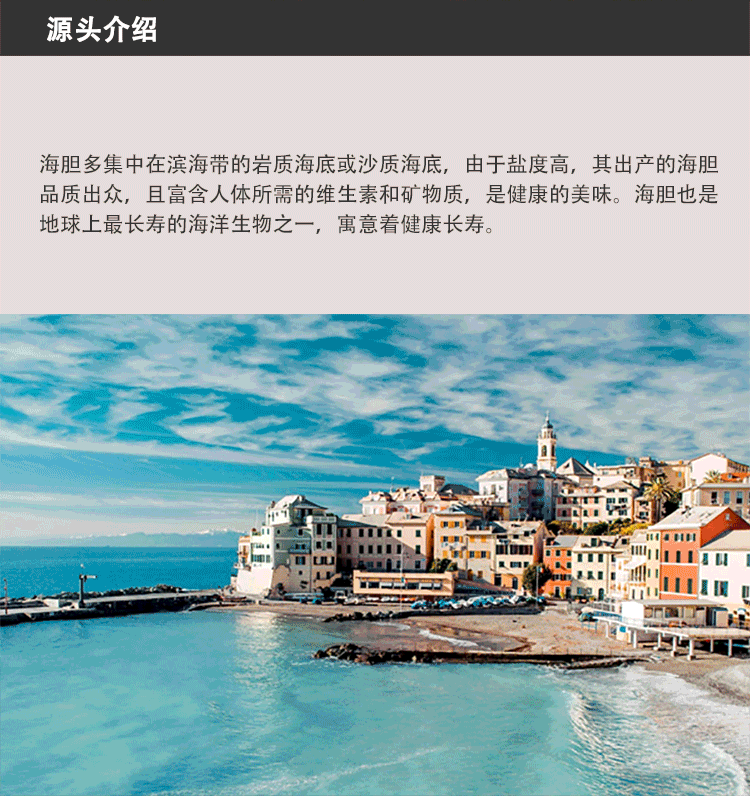 源头介绍
海胆多集中在滨海带的岩质海底或沙质海底，由于盐度高，其出产的海胆
品质出众，且富含人体所需的维生素和矿物质，是健康的美味。海胆也是
地球上最长寿的海洋生物之一，寓意着健康长寿。